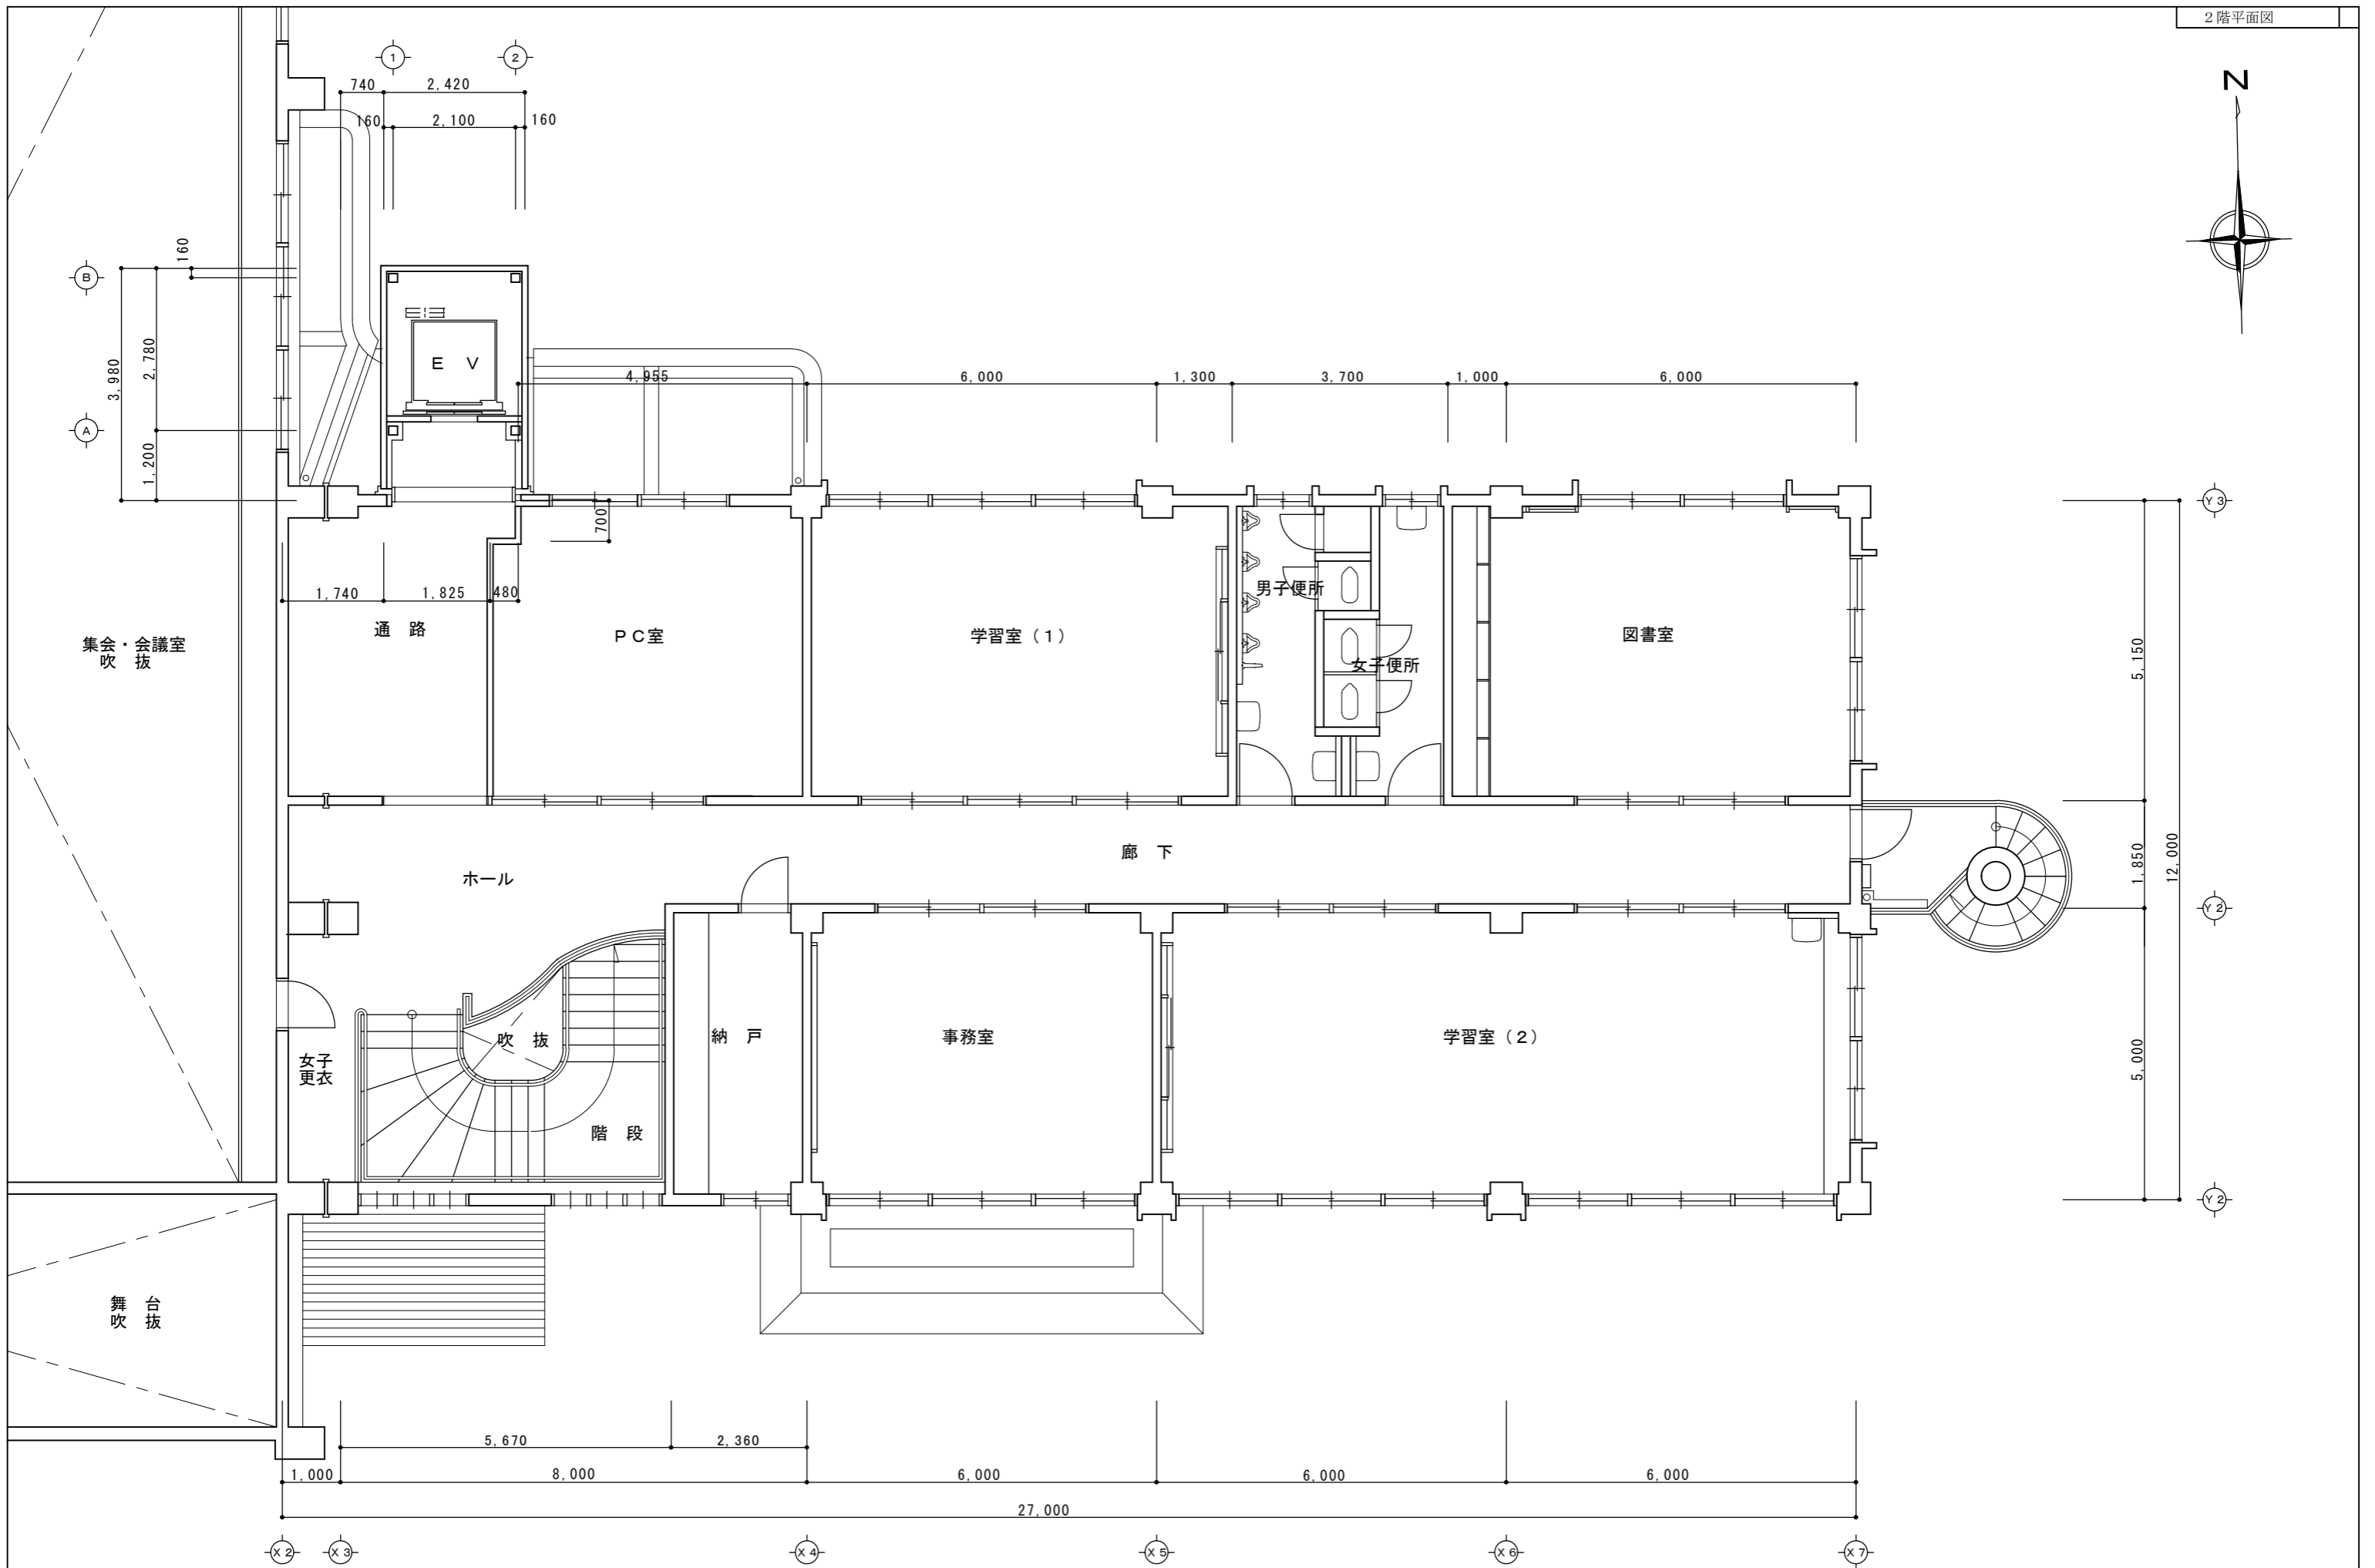 2階平面図
N
1
2
740
2,420
160
2,100
160
B
A
160
3,980
2,780
1,200
E V
4,955
6,000
1,300
3,700
1,000
6,000
700
Y3
1,740
1,825
480
通 路
PC室
学習室(1)
男子便所
女子便所
図書室
集会・会議室
吹 抜
5,150
1,850
12,000
5,000
ホール
廊 下
Y2
吹 抜
納 戸
事務室
学習室(2)
女子
更衣
階 段
Y2
舞 台
吹 抜
5,670
2,360
1,000
8,000
6,000
6,000
6,000
27,000
X2
X3
X4
X5
X6
X7